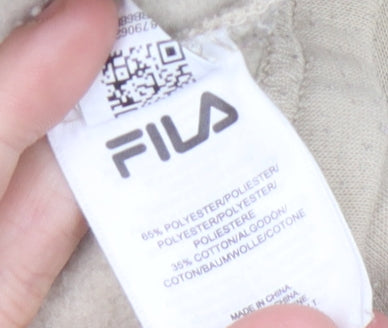 FILA
65% POLYESTER/POLIESTER/
POLYESTER/POLYESTER/
POLIESTERE
35% COTTON/ALGODON/
COTON/BAUMWOLLE/COTONE
MADE IN CHINA